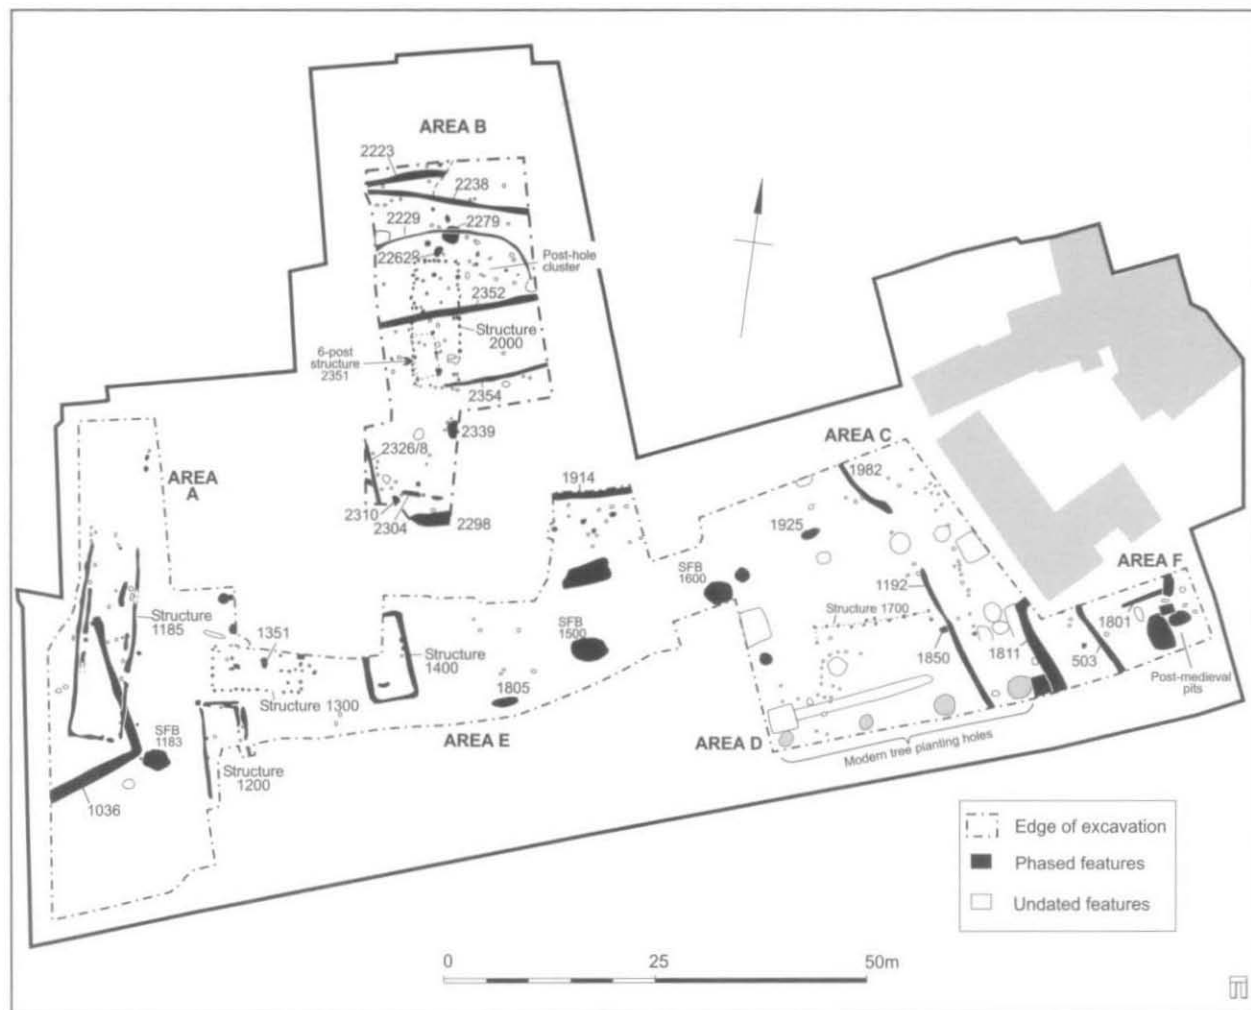 AREA B
2223
2238
2229
2279
2262
Post-hole
cluster
2352
Structure
2000
6-post
structure
2351
2354
2339
2326/8
2310
2304
2298
AREA
A
Structure
1185
1351
Structure 1300
SFB
1183
Structure
1200
1036
Structure
1400
1914
SFB
1500
1805
AREA E
AREA C
1982
1925
SFB
1600
1192
Structure 1700
1850
1811
AREA F
1801
503
Post-medieval
pits
AREA D
Modern tree planting holes
Edge of excavation
Phased features
Undated features
0 25 50m